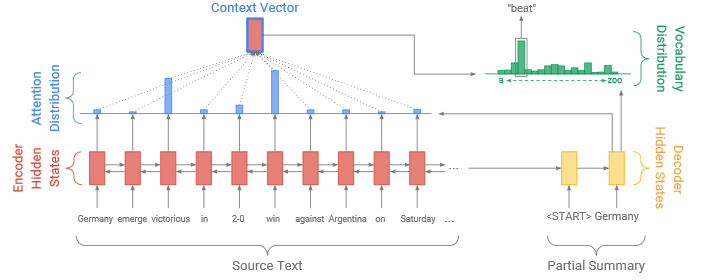 Context Vector
"beat"
Attention
Distribution
Vocabulary
Distribution
a
zoo
Encoder
Hidden
States
Decoder
Hidden States
...
Germany emerge victorious in 2-0 win against Argentina on Saturday ...
<START> Germany
Source Text
Partial Summary